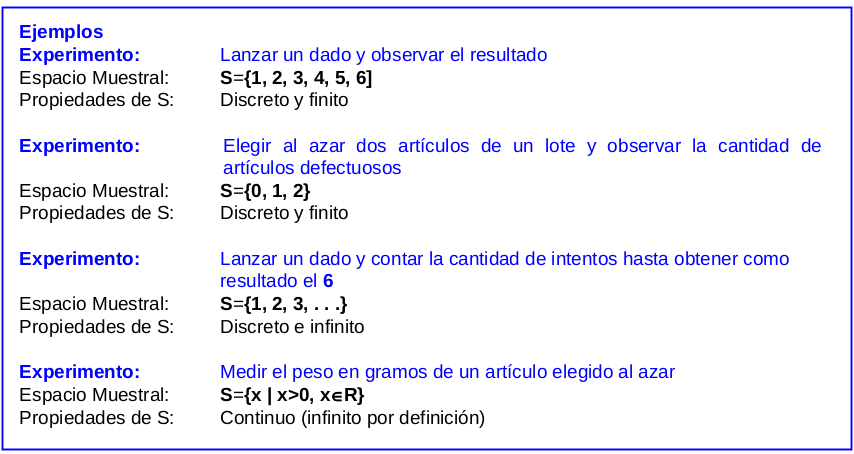 Ejemplos
Experimento: Lanzar un dado y observar el resultado
Espacio Muestral: S={1, 2, 3, 4, 5, 6]
Propiedades de S: Discreto y finito
Experimento: Elegir al azar dos artículos de un lote y observar la cantidad de
artículos defectuosos
Espacio Muestral: S={0, 1, 2}
Propiedades de S: Discreto y finito
Experimento: Lanzar un dado y contar la cantidad de intentos hasta obtener como
resultado el 6
Espacio Muestral: S={1, 2, 3, . . .}
Propiedades de S: Discreto e infinito
Experimento: Medir el peso en gramos de un artículo elegido al azar
Espacio Muestral: S={x | x>0, x∈R}
Propiedades de S: Continuo (infinito por definición)